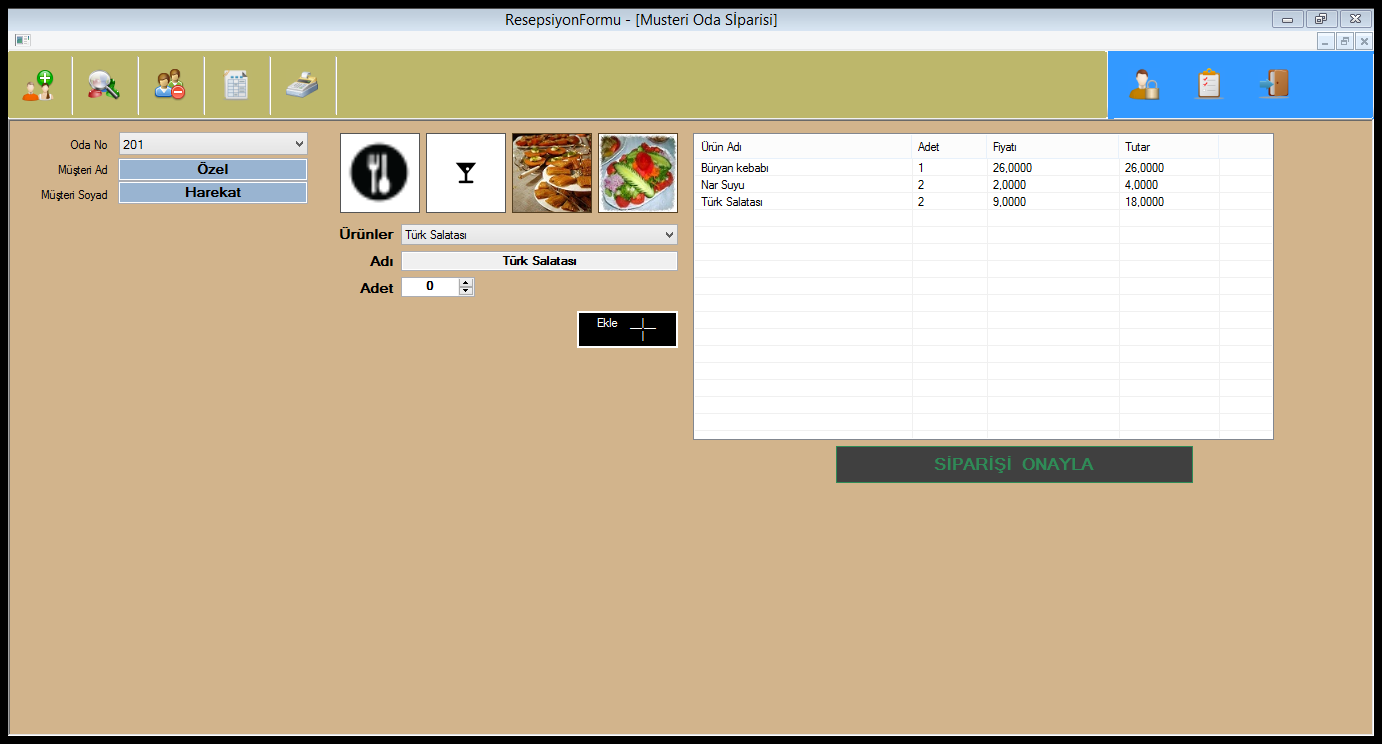 ResepsiyonFormu - [Musteri Oda Sİparisi]
Oda No 201
Müşteri Ad Özel
Müşteri Soyad Harekat
Ürünler Türk Salatası
Adı Türk Salatası
Adet 0
Ekle
Ürün Adı Adet Fiyatı Tutar
Büryan kebabı 1 26,0000 26,0000
Nar Suyu 2 2,0000 4,0000
Türk Salatası 2 9,0000 18,0000
SİPARİŞİ ONAYLA